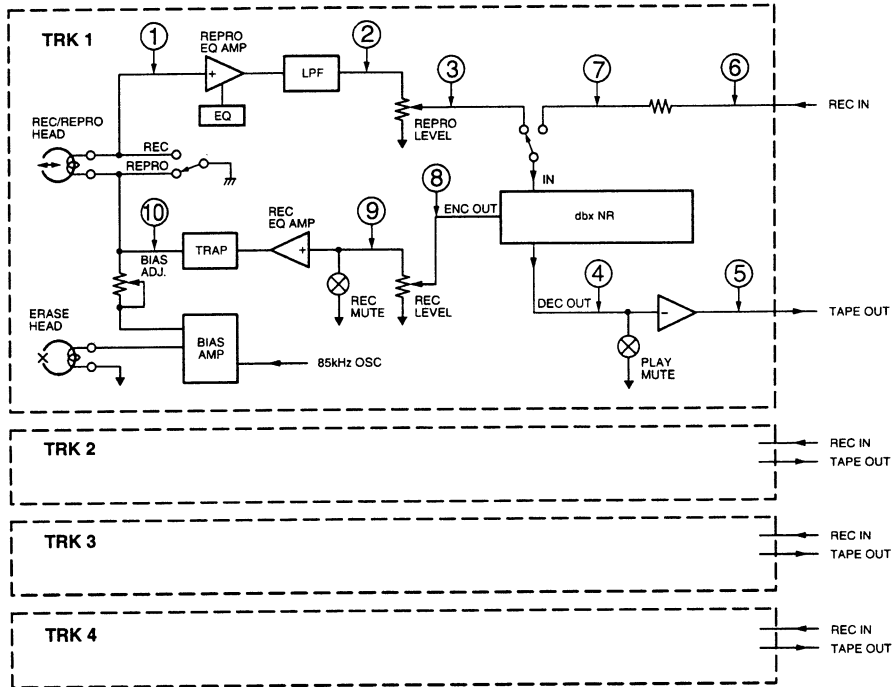 TRK 1
1
REPRO
EQ AMP
2
LPF
3
7
6
EQ
REC IN
REC/REPRO
HEAD
REPRO
LEVEL
REC
REPRO
8
IN
ENC OUT
dbx NR
10
REC
EQ AMP
9
BIAS
ADJ.
TRAP
4
5
REC
MUTE
REC
LEVEL
DEC OUT
TAPE OUT
ERASE
HEAD
BIAS
AMP
85kHz OSC
PLAY
MUTE
TRK 2
REC IN
TAPE OUT
TRK 3
REC IN
TAPE OUT
TRK 4
REC IN
TAPE OUT